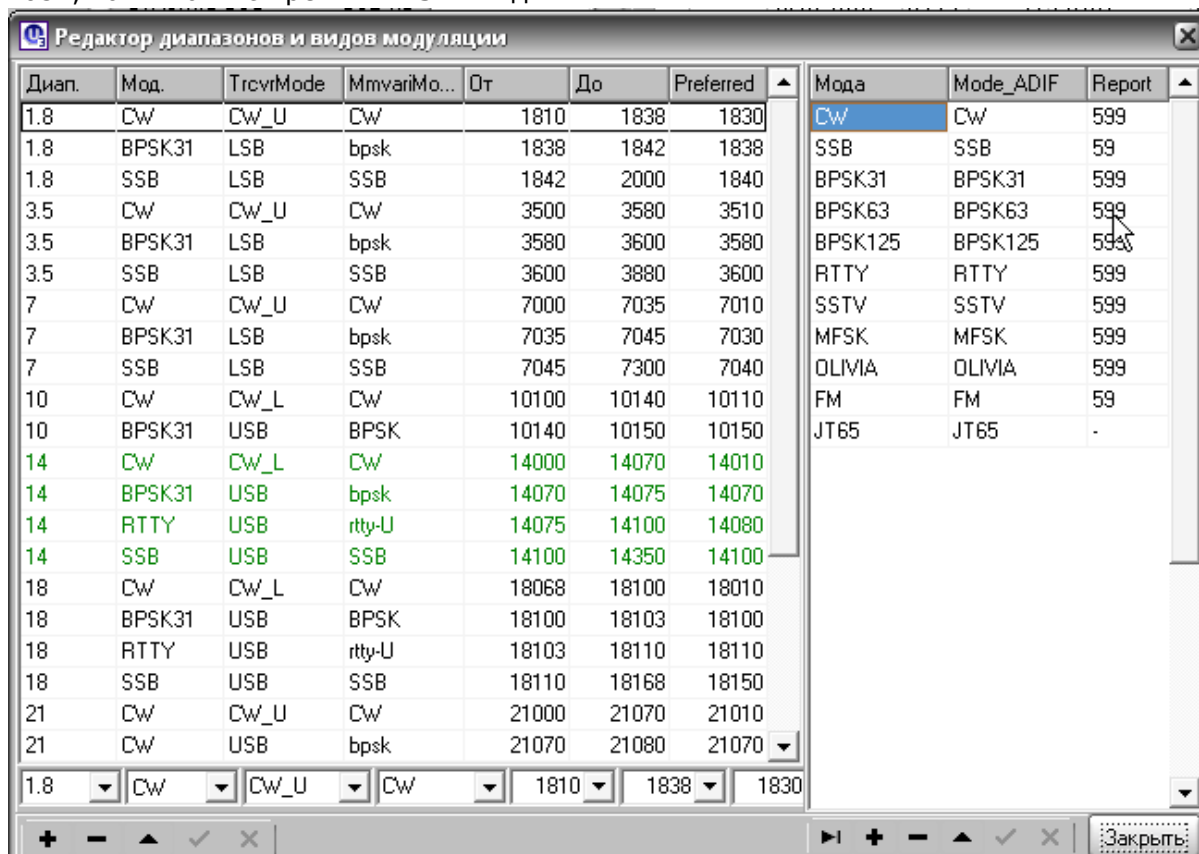 Редактор диапазонов и видов модуляции
Диап. Мод. TrcvrMode MmvariMo... От До Preferred
1.8 CW CW_U CW 1810 1838 1830
1.8 BPSK31 LSB bpsk 1838 1842 1838
1.8 SSB LSB SSB 1842 2000 1840
3.5 CW CW_U CW 3500 3580 3510
3.5 BPSK31 LSB bpsk 3580 3600 3580
3.5 SSB LSB SSB 3600 3880 3600
7 CW CW_U CW 7000 7035 7010
7 BPSK31 LSB bpsk 7035 7045 7030
7 SSB LSB SSB 7045 7300 7040
10 CW CW_L CW 10100 10140 10110
10 BPSK31 USB BPSK 10140 10150 10150
14 CW CW_L CW 14000 14070 14010
14 BPSK31 USB bpsk 14070 14075 14070
14 RTTY USB rtty-U 14075 14100 14080
14 SSB USB SSB 14100 14350 14100
18 CW CW_L CW 18068 18100 18010
18 BPSK31 USB BPSK 18100 18103 18100
18 RTTY USB rtty-U 18103 18110 18110
18 SSB USB SSB 18110 18168 18150
21 CW CW_U CW 21000 21070 21010
21 CW USB bpsk 21070 21080 21070
1.8 CW CW_U CW 1810 1838 1830
Мода Mode_ADIF Report
CW CW 599
SSB SSB 59
BPSK31 BPSK31 599
BPSK63 BPSK63 599
BPSK125 BPSK125 599
RTTY RTTY 599
SSTV SSTV 599
MFSK MFSK 599
OLIVIA OLIVIA 599
FM FM 59
JT65 JT65 -
Закрыть